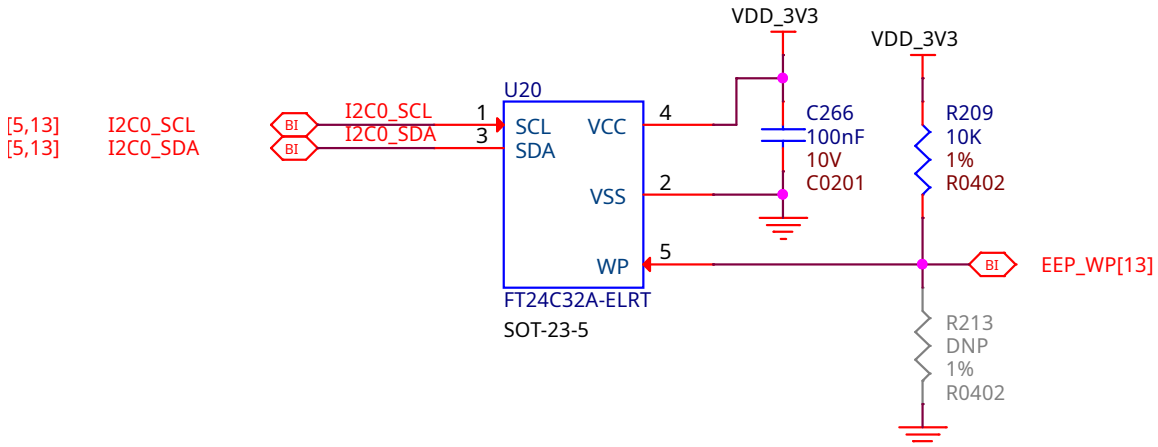 VDD_3V3
VDD_3V3
U20
[5,13] I2C0_SCL BI I2C0_SCL 1 SCL VCC 4
[5,13] I2C0_SDA BI I2C0_SDA 3 SDA
C266
100nF
10V
C0201
R209
10K
1%
R0402
VSS 2
WP 5 BI EEP_WP[13]
FT24C32A-ELRT
SOT-23-5
R213
DNP
1%
R0402